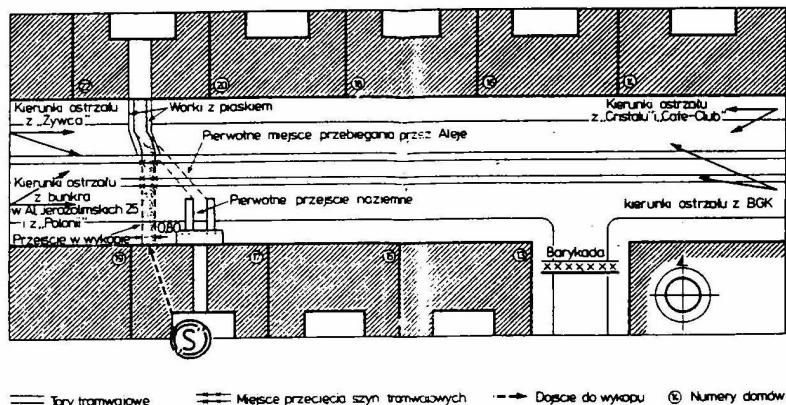 Kierunki ostrzału
z „Żywca"
Worki z piaskiem
Pierwotne miejsce przebiegania przez Aleje
Kierunki ostrzału
z „Cristalu" i „Cafe-Club"
Kierunki ostrzału
z bunkra
w Al. Jerozolimskich 25
i z „Polonii"
Przejście w wykopie
0,80
Pierwotne przejście naziemne
kierunki ostrzału z BGK
Barykada
20
17
S
Tory tramwajowe
Miejsce przecięcia szyn tramwajowych
Dojście do wykopu
Numery domów